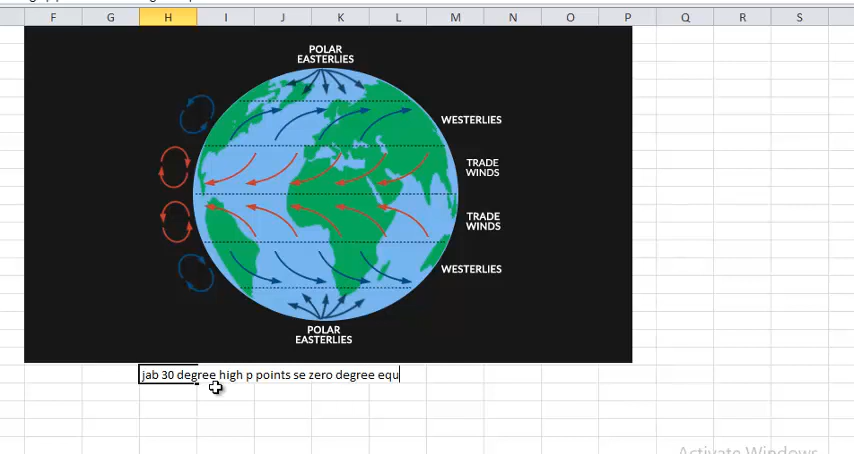 F G H I J K L M N O P Q R S
POLAR
EASTERLIES
WESTERLIES
TRADE
WINDS
TRADE
WINDS
WESTERLIES
POLAR
EASTERLIES
jab 30 degree high p points se zero degree equ
Activate Windows